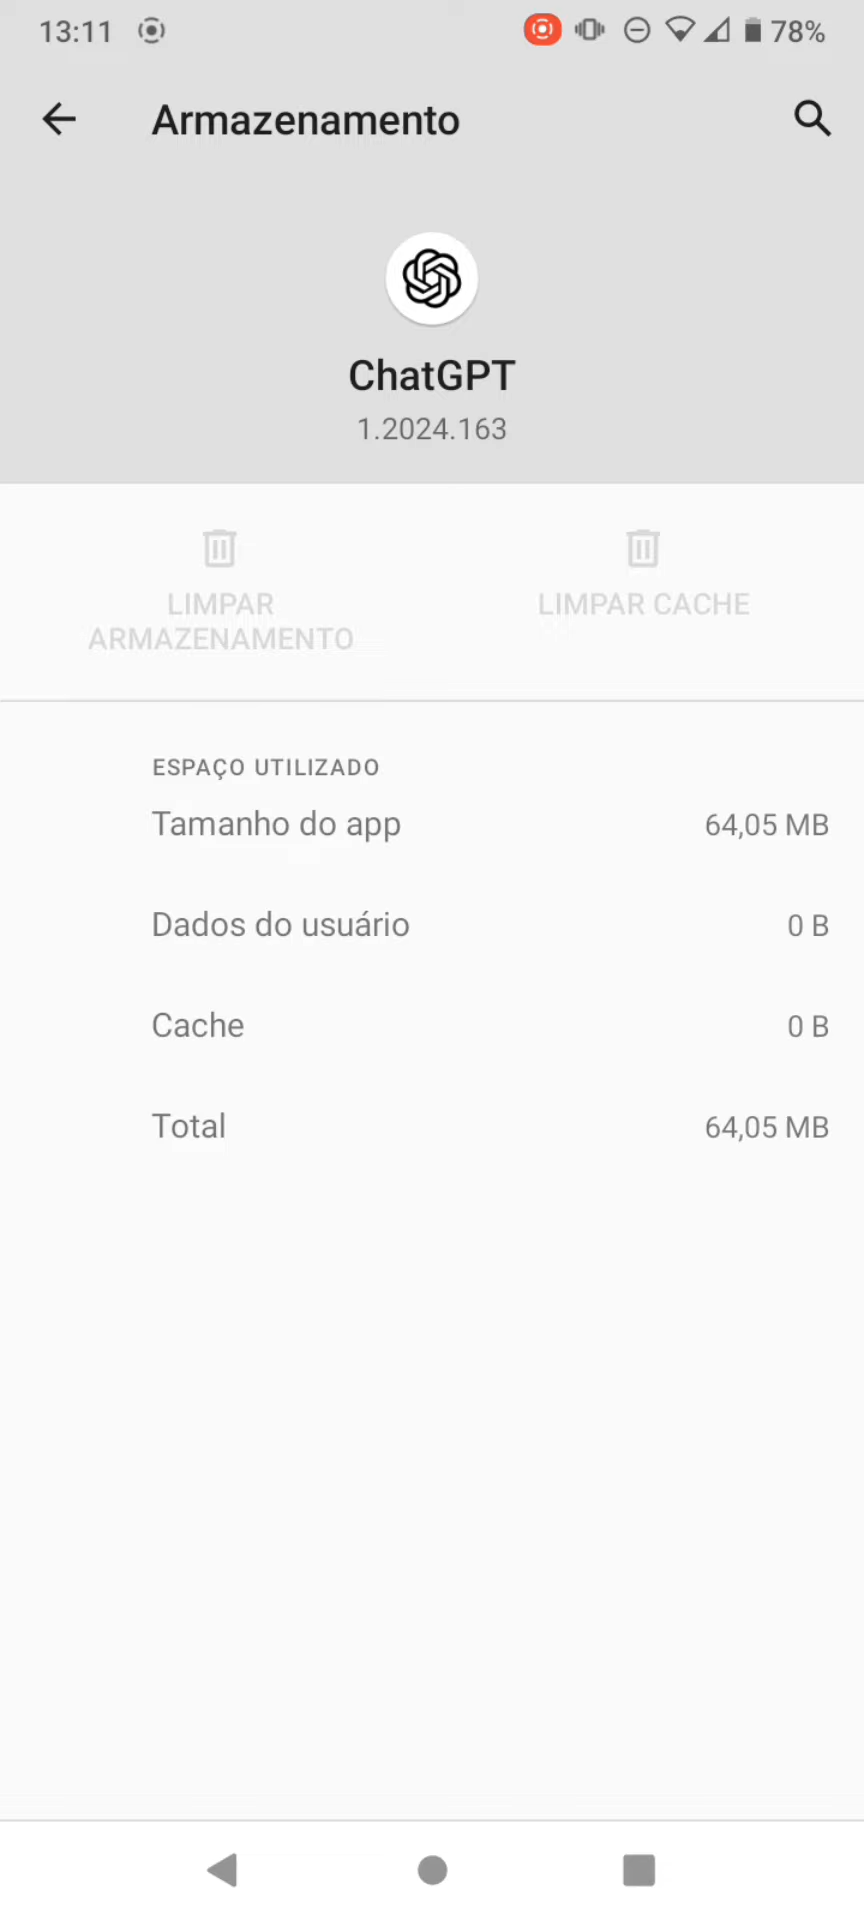 13:11
78%
Armazenamento
ChatGPT
1.2024.163
LIMPAR
ARMAZENAMENTO
LIMPAR CACHE
ESPAÇO UTILIZADO
Tamanho do app 64,05 MB
Dados do usuário 0 B
Cache 0 B
Total 64,05 MB